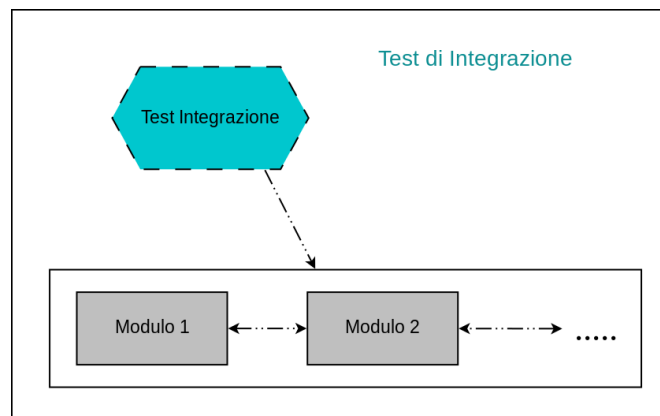 Test di Integrazione
Test Integrazione
Modulo 1
Modulo 2
.....